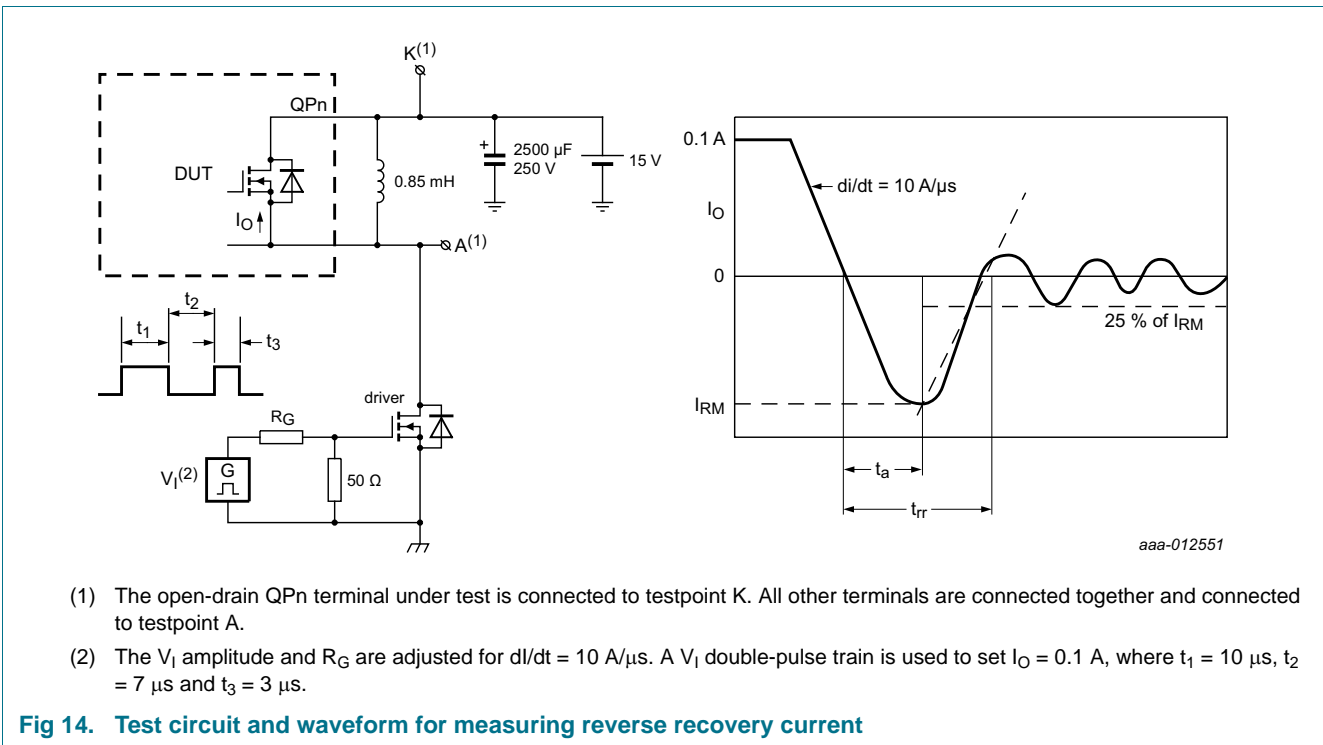 K(1)
QPn
DUT
IO
0.85 mH
+
2500 µF
250 V
15 V
A(1)
t1
t2
t3
driver
RG
VI(2)
G
50 Ω
0.1 A
di/dt = 10 A/µs
IO
0
25 % of IRM
IRM
ta
trr
aaa-012551
(1) The open-drain QPn terminal under test is connected to testpoint K. All other terminals are connected together and connected
to testpoint A.
(2) The VI amplitude and RG are adjusted for dI/dt = 10 A/µs. A VI double-pulse train is used to set IO = 0.1 A, where t1 = 10 µs, t2
= 7 µs and t3 = 3 µs.
Fig 14. Test circuit and waveform for measuring reverse recovery current